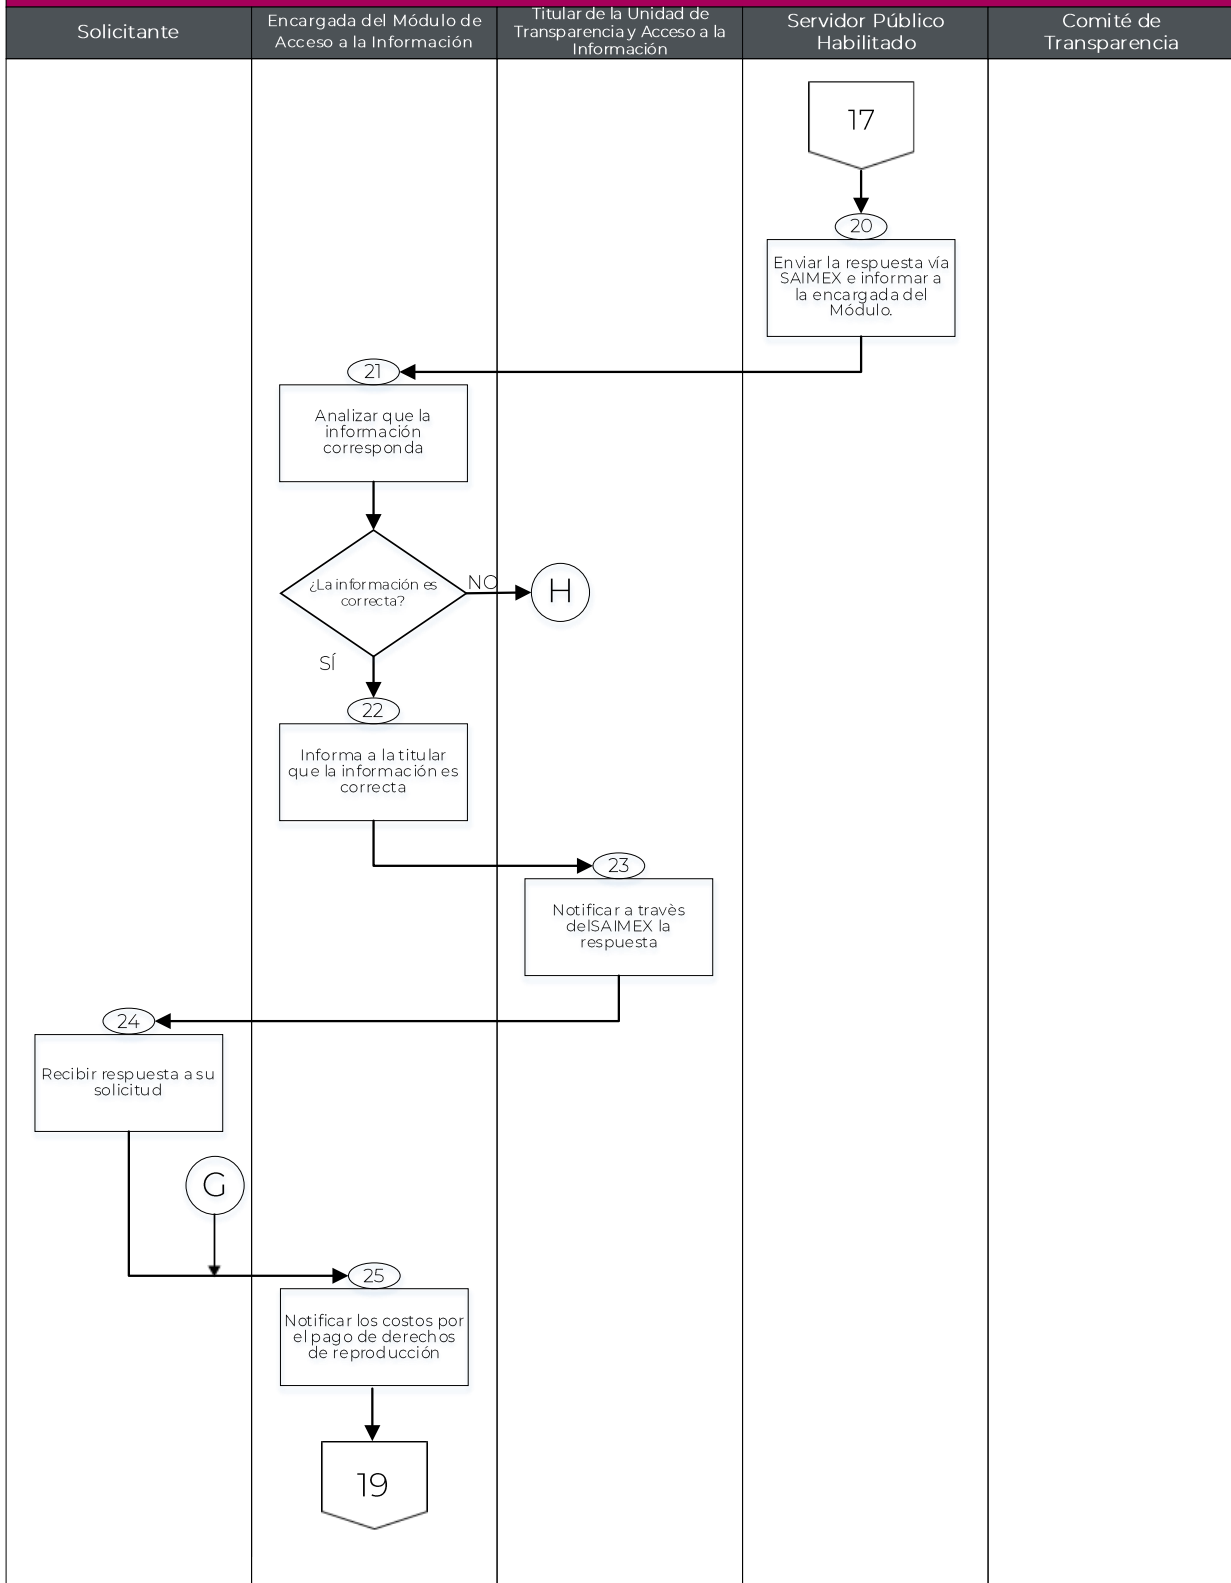 Solicitante
Encargada del Módulo de
Acceso a la Información
Titular de la Unidad de
Transparencia y Acceso a la
Información
Servidor Público
Habilitado
Comité de
Transparencia
17
20
Enviar la respuesta vía
SAIMEX e informar a
la encargada del
Módulo.
21
Analizar que la
información
corresponda
¿La información es
correcta?
NO
H
SÍ
22
Informa a la titular
que la información es
correcta
23
Notificar a travès
delSAIMEX la
respuesta
24
Recibir respuesta a su
solicitud
G
25
Notificar los costos por
el pago de derechos
de reproducción
19